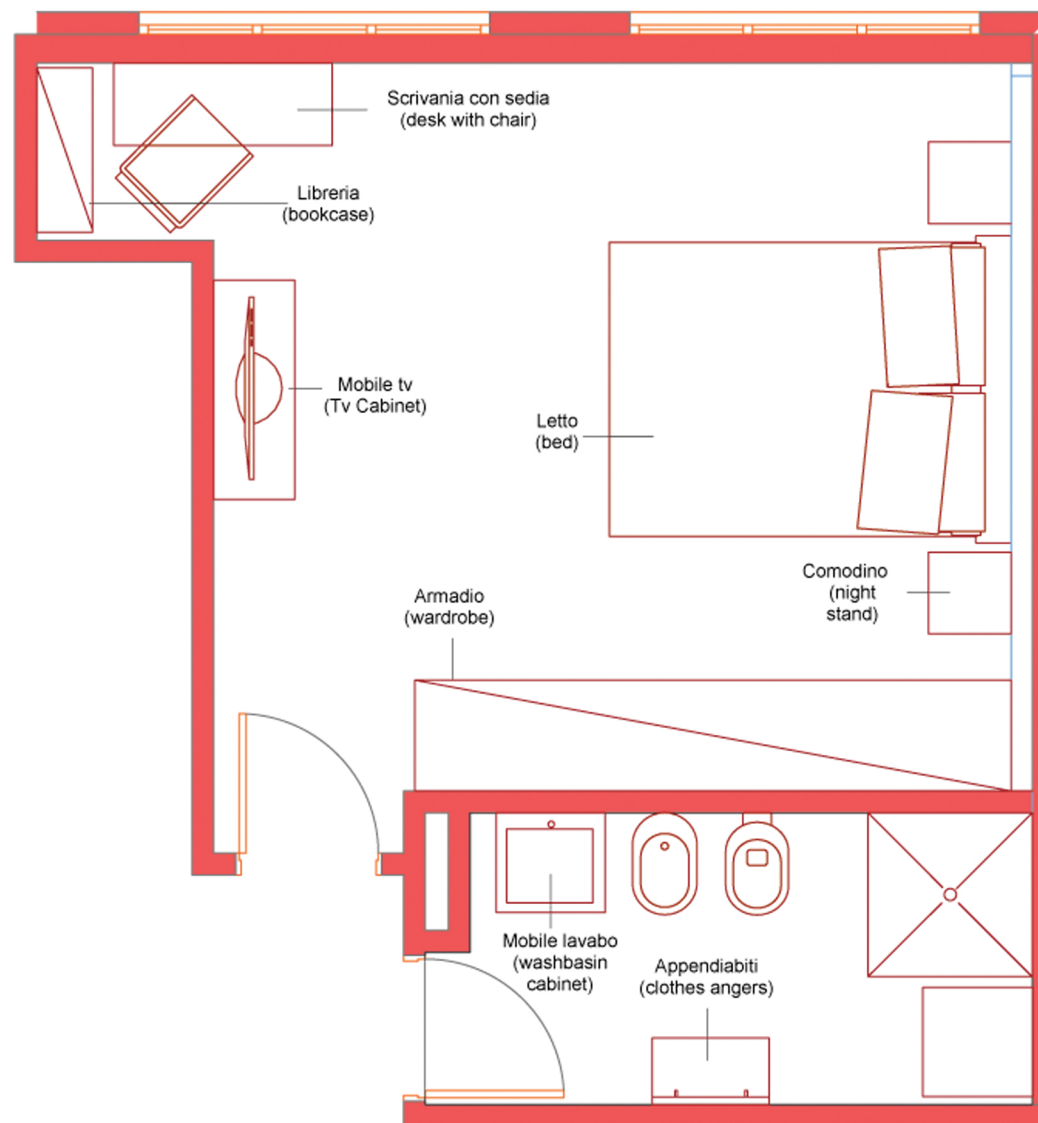 Scrivania con sedia
(desk with chair)
Libreria
(bookcase)
Mobile tv
(Tv Cabinet)
Letto
(bed)
Comodino
(night
stand)
Armadio
(wardrobe)
Mobile lavabo
(washbasin
cabinet)
Appendiabiti
(clothes angers)